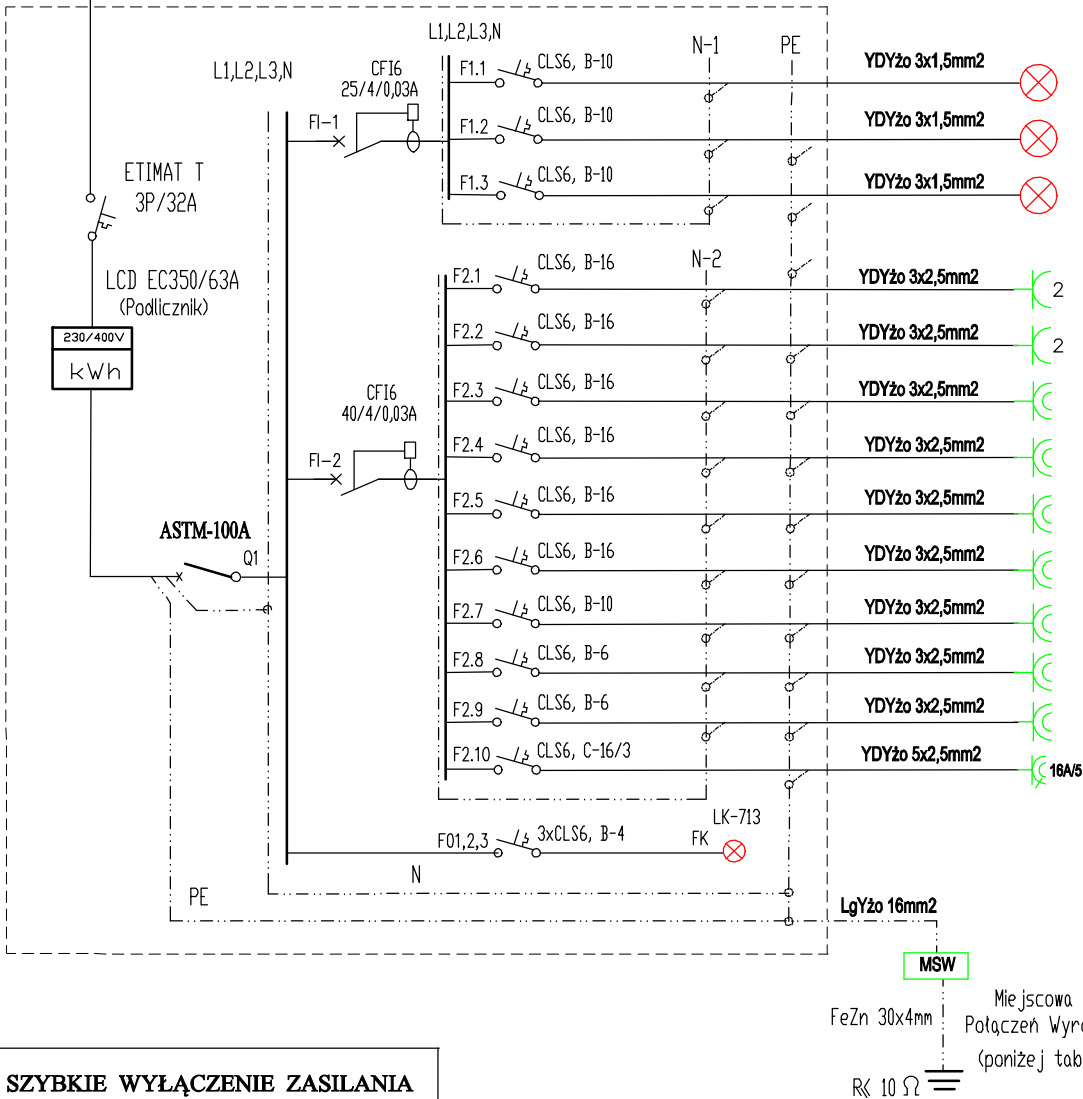 L1,L2,L3,N
N-1
PE
L1,L2,L3,N
CFI6
25/4/0,03A
FI-1
F1.1
CLS6, B-10
YDYżo 3x1,5mm2
F1.2
CLS6, B-10
YDYżo 3x1,5mm2
F1.3
CLS6, B-10
YDYżo 3x1,5mm2
ETIMAT T
3P/32A
LCD EC350/63A
(Podlicznik)
230/400V
kWh
N-2
F2.1
CLS6, B-16
YDYżo 3x2,5mm2
2
F2.2
CLS6, B-16
YDYżo 3x2,5mm2
2
CFI6
40/4/0,03A
FI-2
F2.3
CLS6, B-16
YDYżo 3x2,5mm2
F2.4
CLS6, B-16
YDYżo 3x2,5mm2
F2.5
CLS6, B-16
YDYżo 3x2,5mm2
ASTM-100A
Q1
F2.6
CLS6, B-16
YDYżo 3x2,5mm2
F2.7
CLS6, B-10
YDYżo 3x2,5mm2
F2.8
CLS6, B-6
YDYżo 3x2,5mm2
F2.9
CLS6, B-6
YDYżo 3x2,5mm2
F2.10
CLS6, C-16/3
YDYżo 5x2,5mm2
16A/5
F01,2,3
3xCLS6, B-4
FK
LK-713
N
PE
LgYżo 16mm2
MSW
FeZn 30x4mm
Miejscowa
Połączeń
(poniżej
R< 10 Ω
SZYBKIE WYŁĄCZENIE ZASILANIA